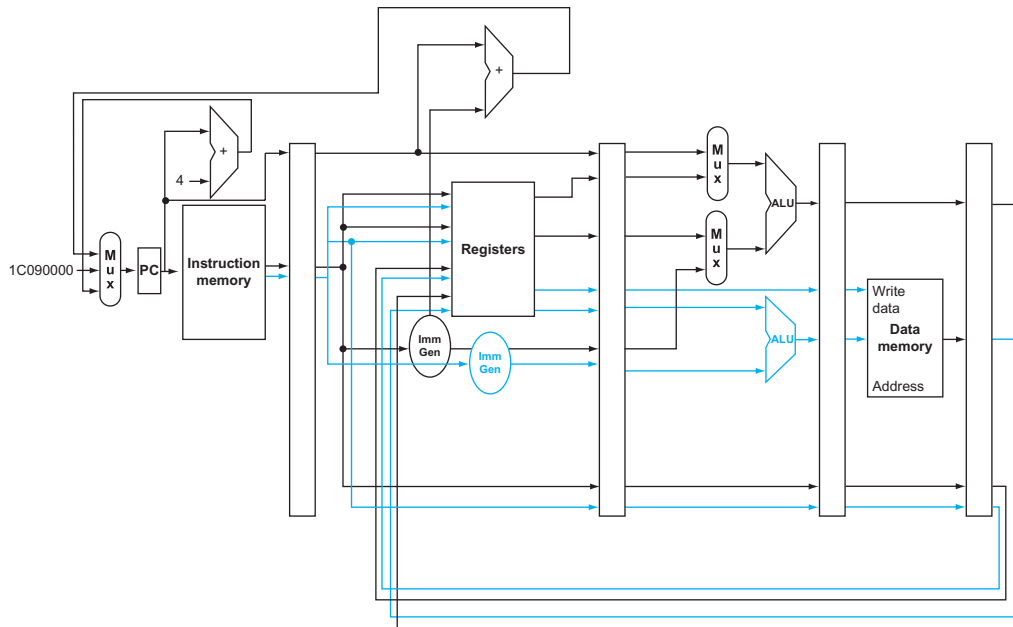 +
+
4
M
u
x
M
u
x
ALU
Registers
M
u
x
1C090000
PC
Instruction
memory
Write
data
Data
memory
Address
Imm
Gen
Imm
Gen
ALU